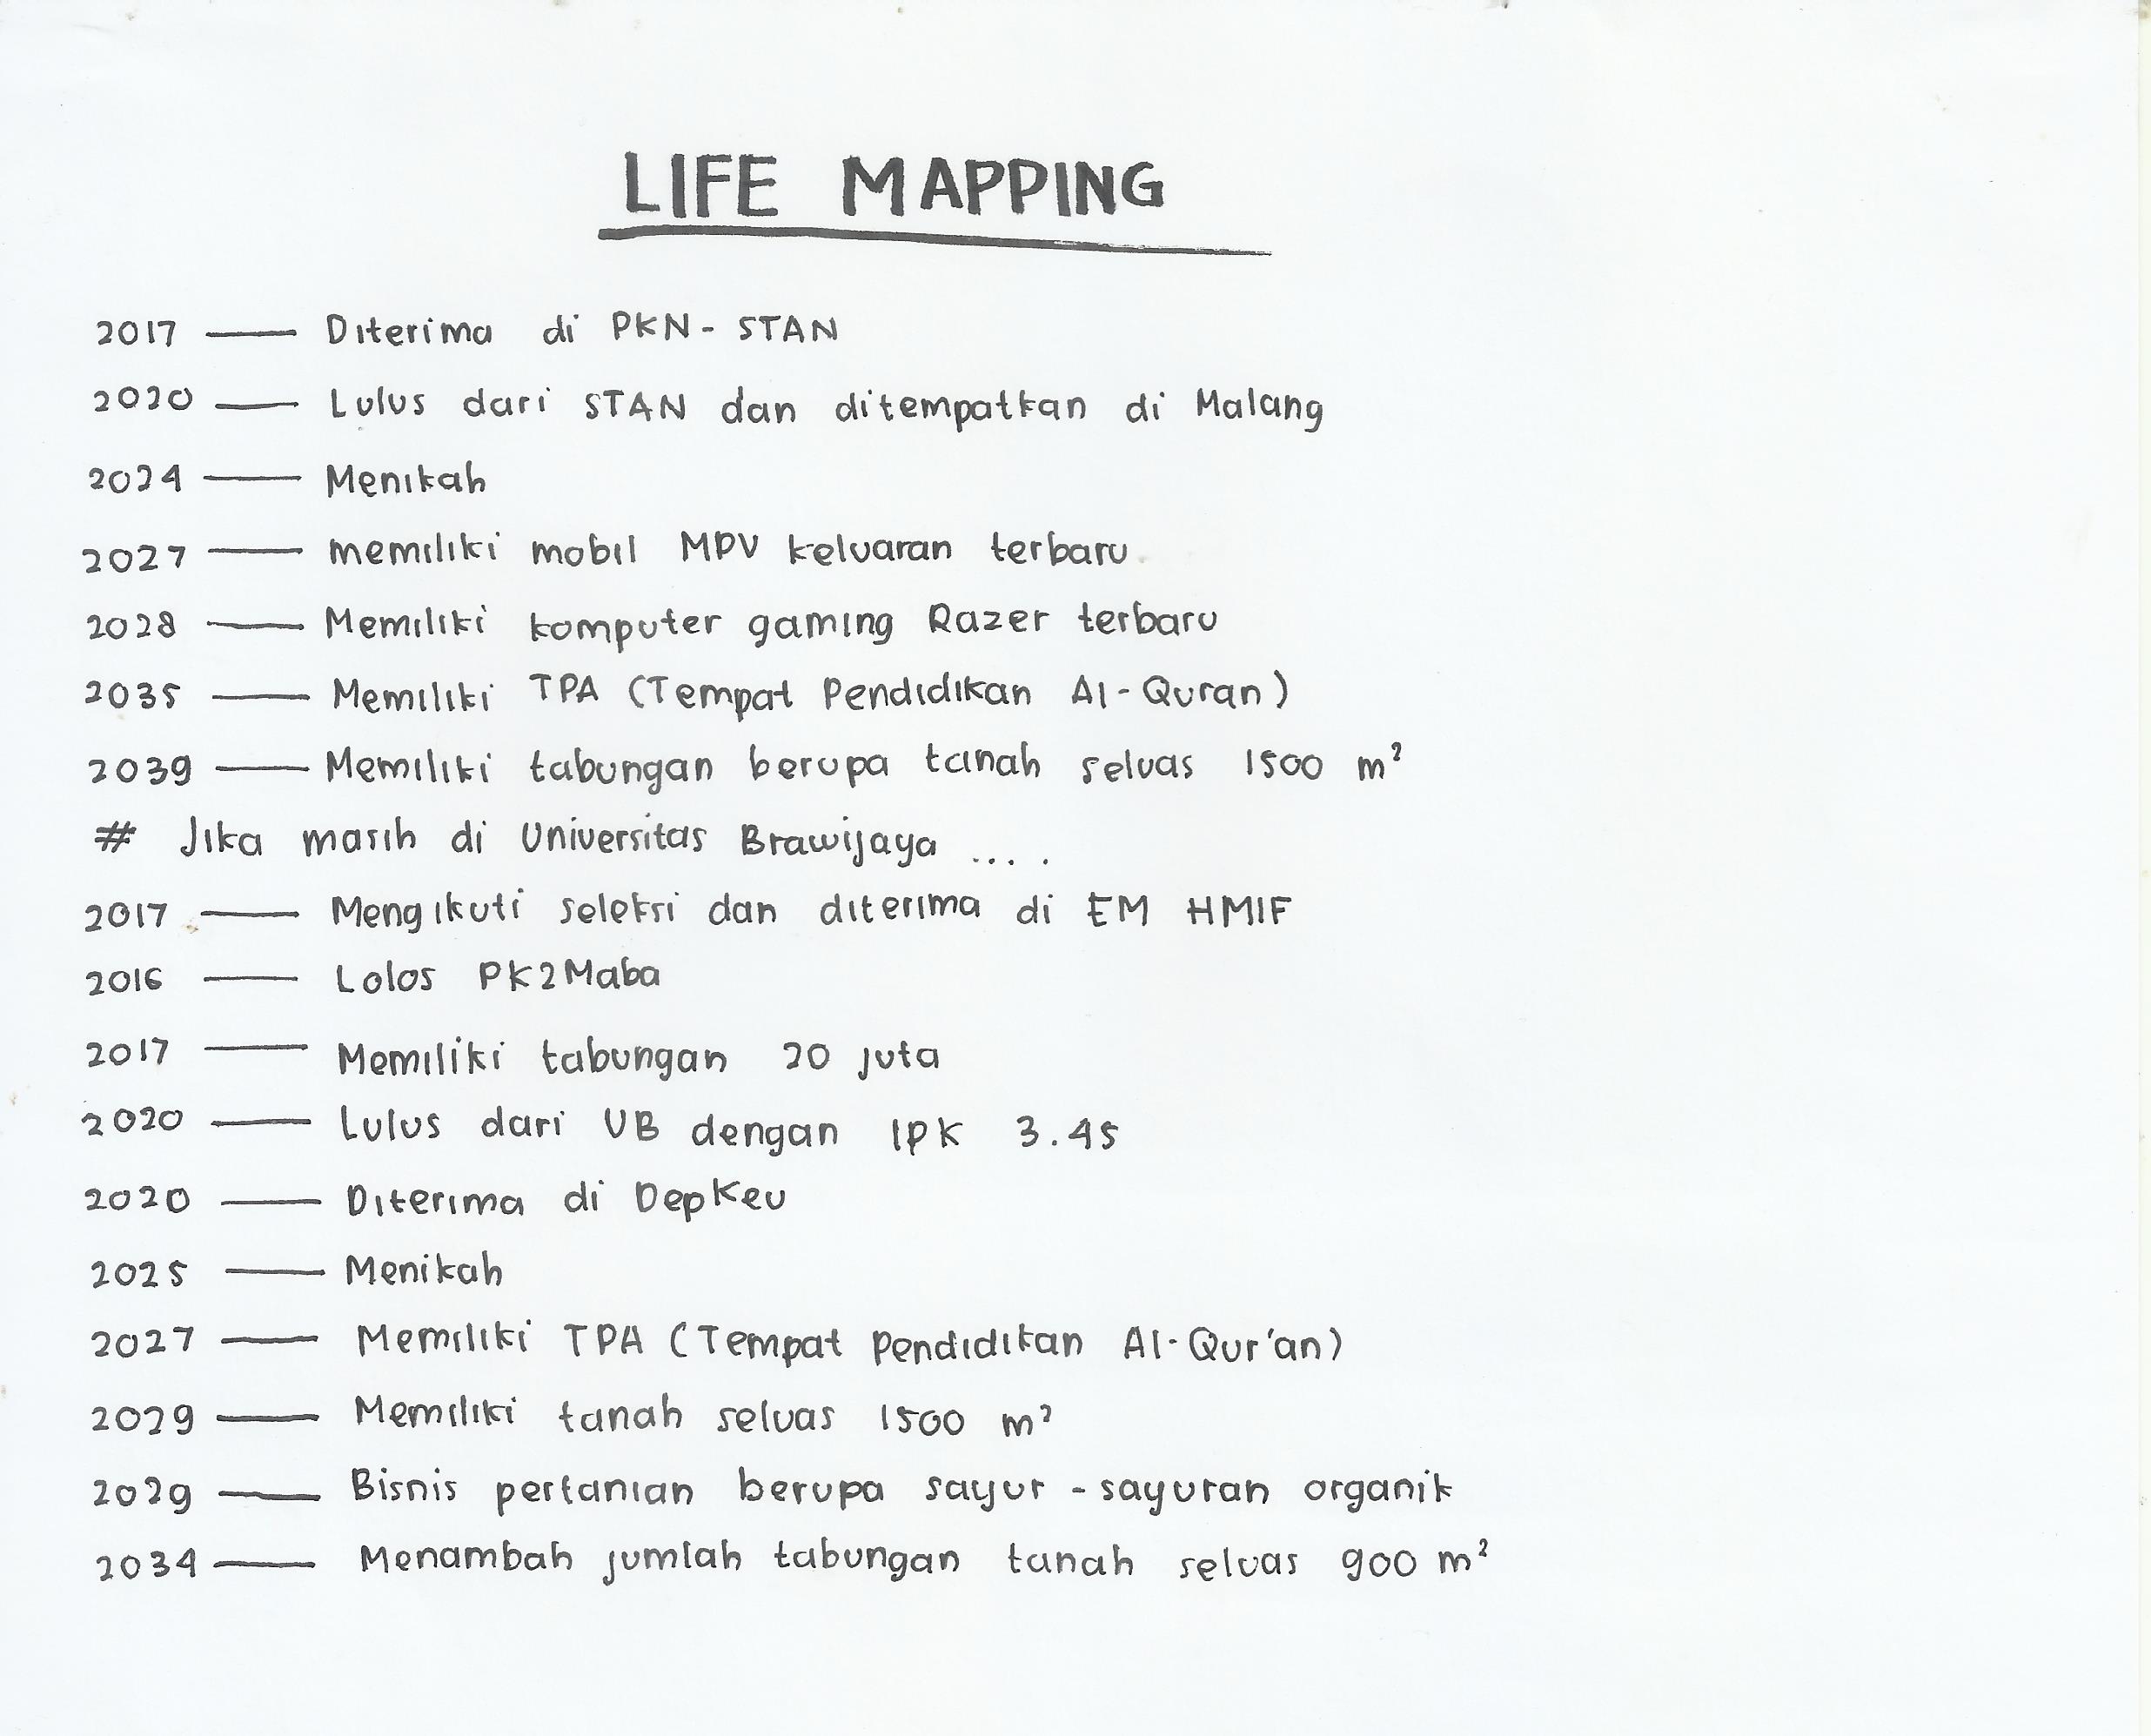 LIFE MAPPING
2017 — Diterima di PKN - STAN
2020 — Lulus dari STAN dan ditempatkan di Malang
2024 — Menikah
2027 — memiliki mobil MPV keluaran terbaru
2028 — Memiliki komputer gaming Razer terbaru
2035 — Memiliki TPA (Tempat Pendidikan Al-Quran)
2039 — Memiliki tabungan berupa tanah seluas 1500 m²
# Jika masih di Universitas Brawijaya ....
2017 — Mengikuti seleksi dan diterima di EM HMIF
2016 — Lolos PK2Maba
2017 — Memiliki tabungan 20 juta
2020 — Lulus dari UB dengan IPK 3.45
2020 — Diterima di DepKeu
2025 — Menikah
2027 — Memiliki TPA (Tempat Pendidikan Al-Qur'an)
2029 — Memiliki tanah seluas 1500 m²
2029 — Bisnis pertanian berupa sayur - sayuran organik
2034 — Menambah jumlah tabungan tanah seluas 900 m²